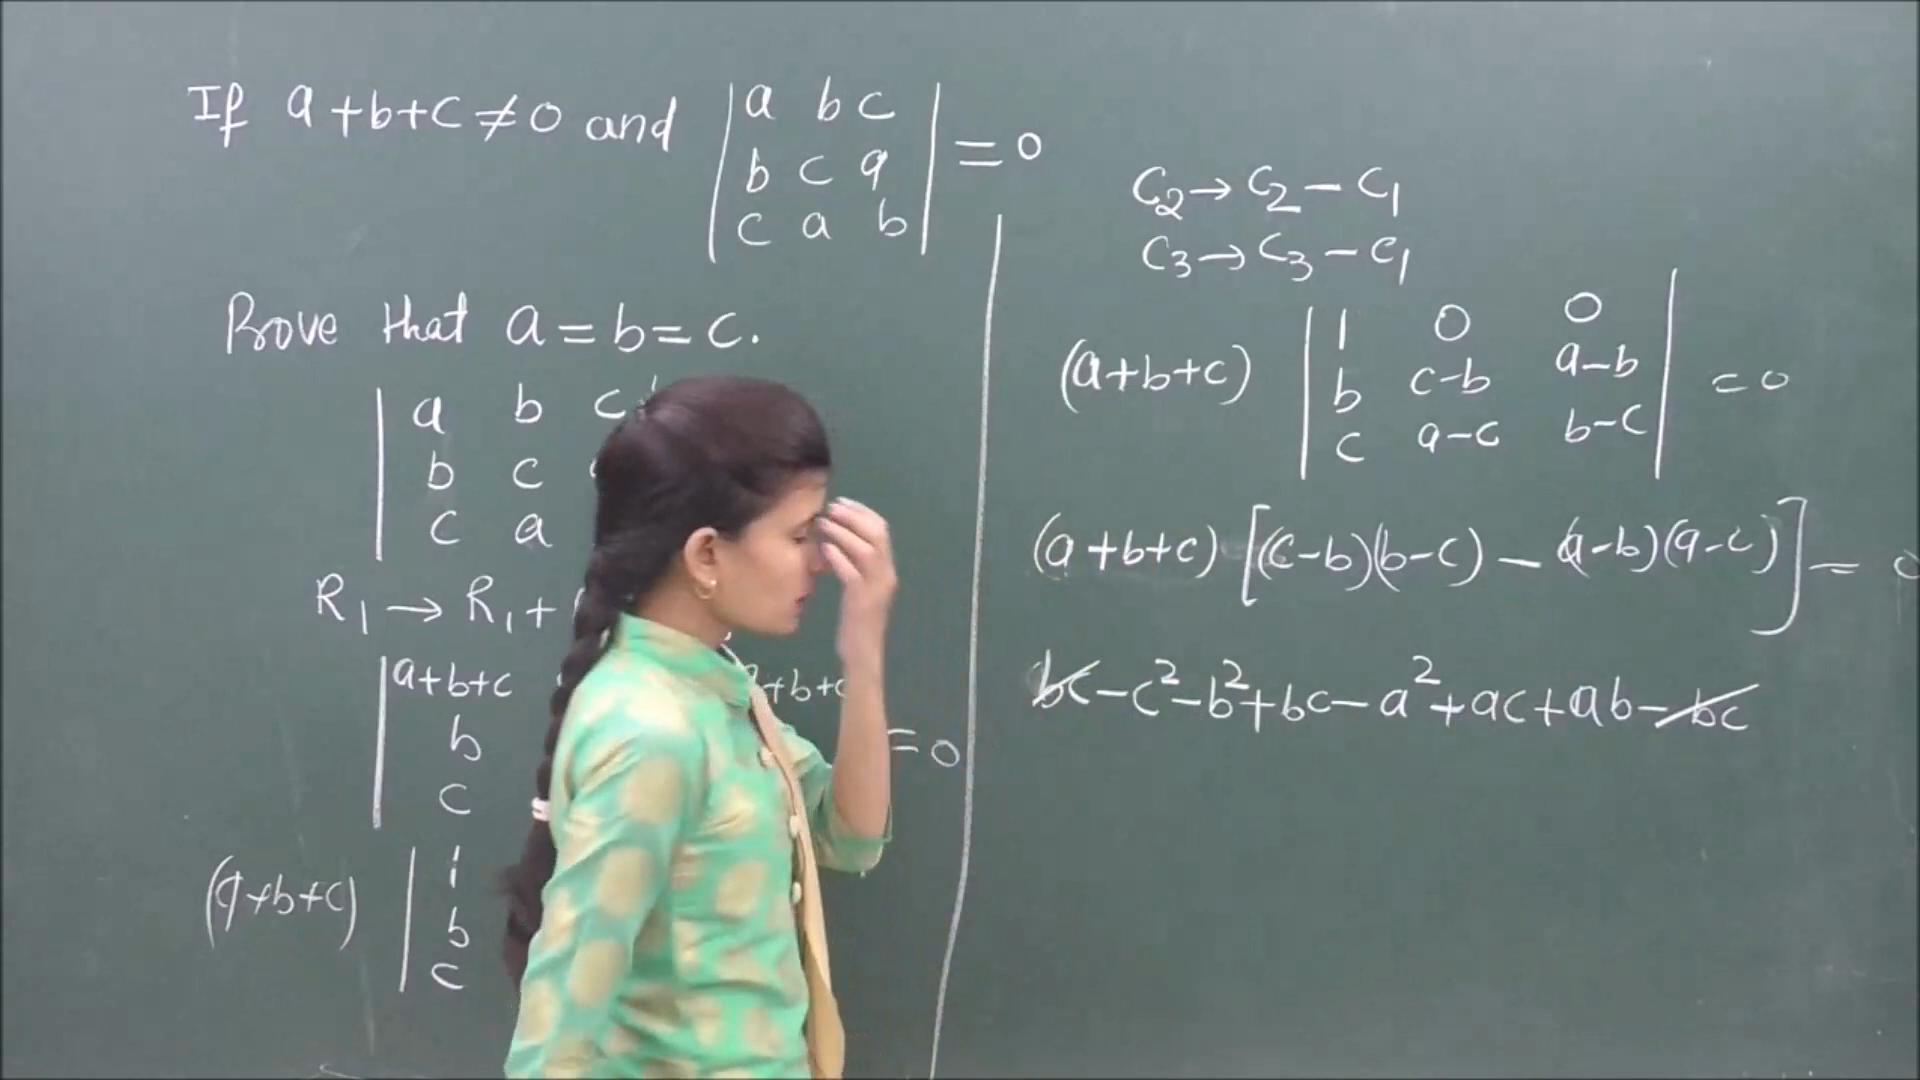 If a+b+c≠0 and | a b c |
| b c a | =0
| c a b |
Prove that a=b=c.
| a b c
| b c
| c a
R₁→R₁+
| a+b+c +b+c
| b =0
| c
(a+b+c) | 1
| b
| c
C₂→C₂-C₁
C₃→C₃-C₁
(a+b+c) | 1 0 0 |
| b c-b a-b | =0
| c a-c b-c |
(a+b+c) [(c-b)(b-c)-(a-b)(a-c)]=0
bc-c²-b²+bc-a²+ac+ab-bc